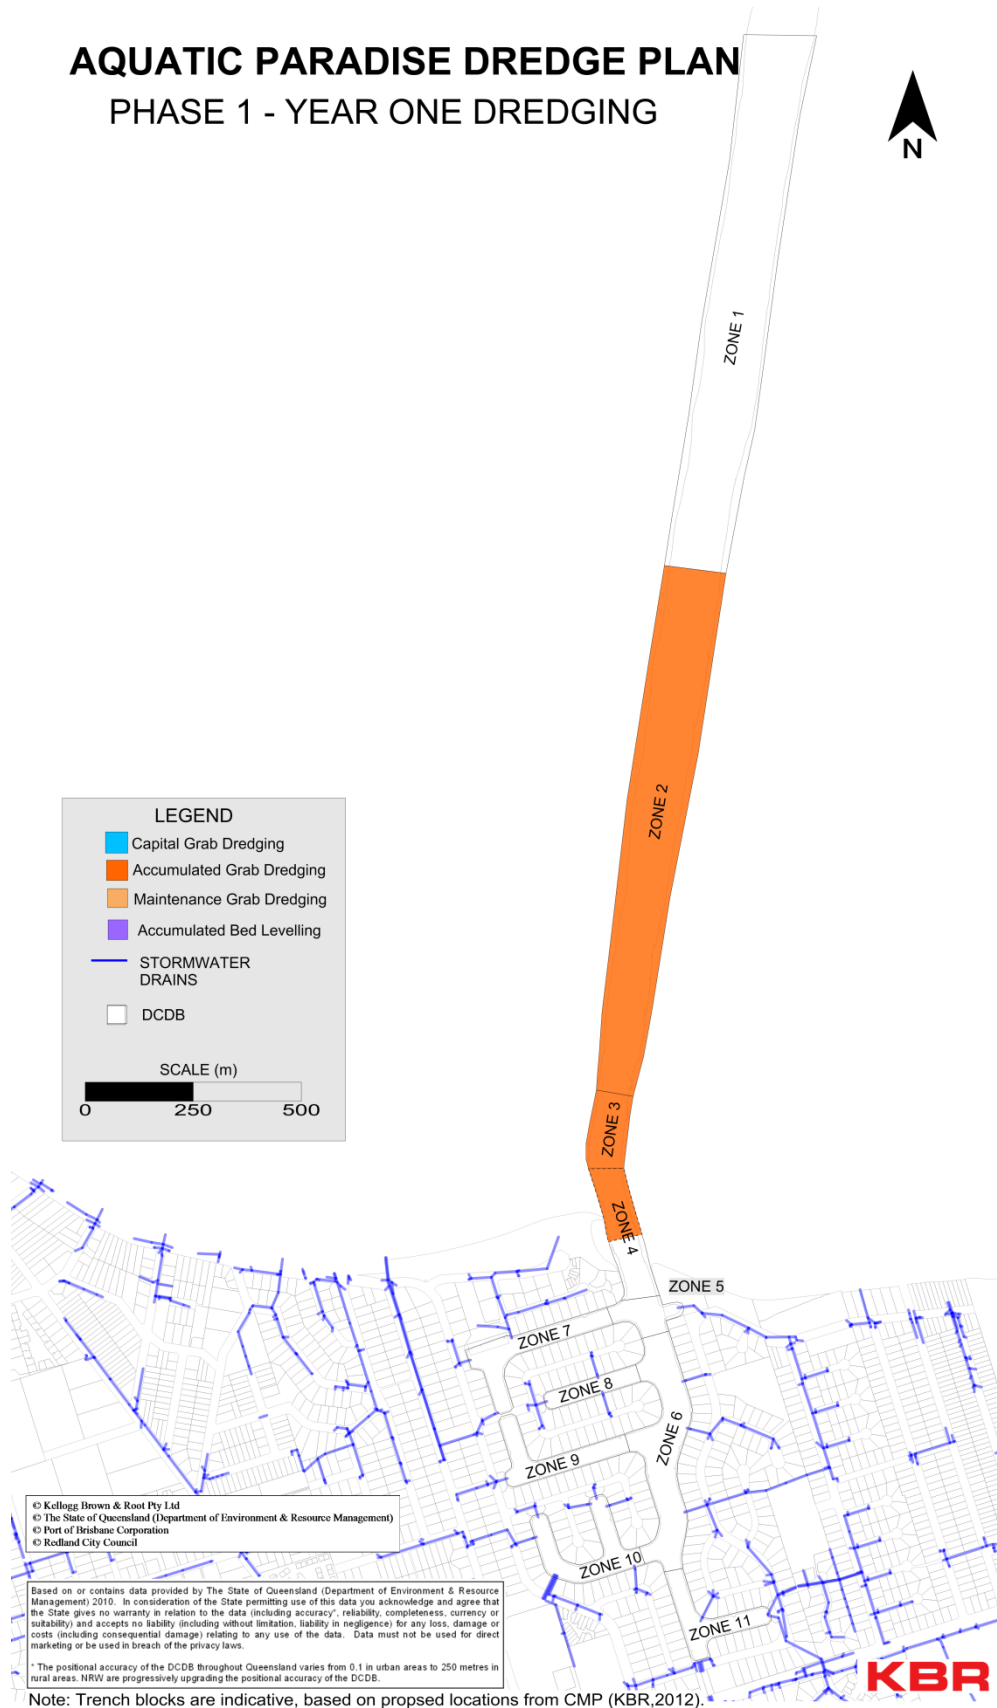 AQUATIC PARADISE DREDGE PLAN
PHASE 1 - YEAR ONE DREDGING
N
ZONE 1
ZONE 2
LEGEND
Capital Grab Dredging
Accumulated Grab Dredging
Maintenance Grab Dredging
Accumulated Bed Levelling
STORMWATER
DRAINS
DCDB
SCALE (m)
0 250 500
ZONE 3
ZONE 4
ZONE 5
ZONE 7
ZONE 8
ZONE 6
ZONE 9
ZONE 10
ZONE 11
© Kellogg Brown & Root Pty Ltd
© The State of Queensland (Department of Environment & Resource Management)
© Port of Brisbane Corporation
© Redland City Council
Based on or contains data provided by The State of Queensland (Department of Environment & Resource
Management) 2010. In consideration of the State permitting use of this data you acknowledge and agree that
the State gives no warranty in relation to the data (including accuracy*, reliability, completeness, currency or
suitability) and accepts no liability (including without limitation, liability in negligence) for any loss, damage or
costs (including consequential damage) relating to any use of the data. Data must not be used for direct
marketing or be used in breach of the privacy laws.
* The positional accuracy of the DCDB throughout Queensland varies from 0.1 in urban areas to 250 metres in
rural areas. NRW are progressively upgrading the positional accuracy of the DCDB.
KBR
Note: Trench blocks are indicative, based on propsed locations from CMP (KBR,2012).